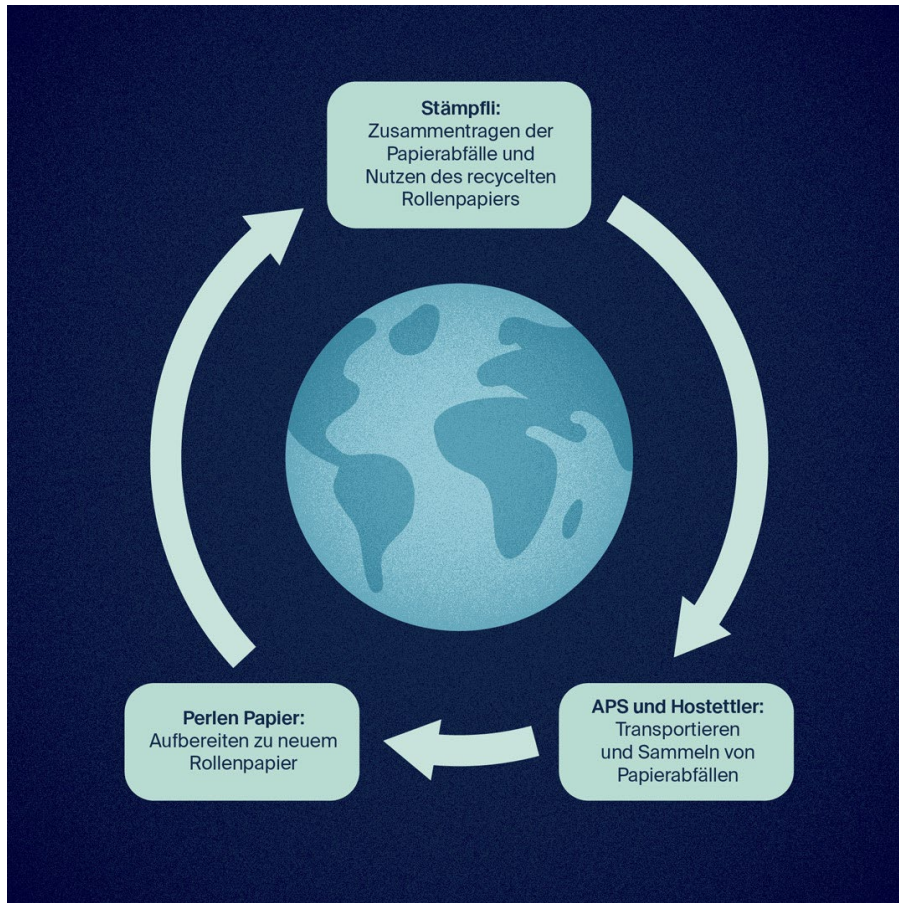 Stämpfli:
Zusammentragen der
Papierabfälle und
Nutzen des recycelten
Rollenpapiers
APS und Hostettler:
Transportieren
und Sammeln von
Papierabfällen
Perlen Papier:
Aufbereiten zu neuem
Rollenpapier